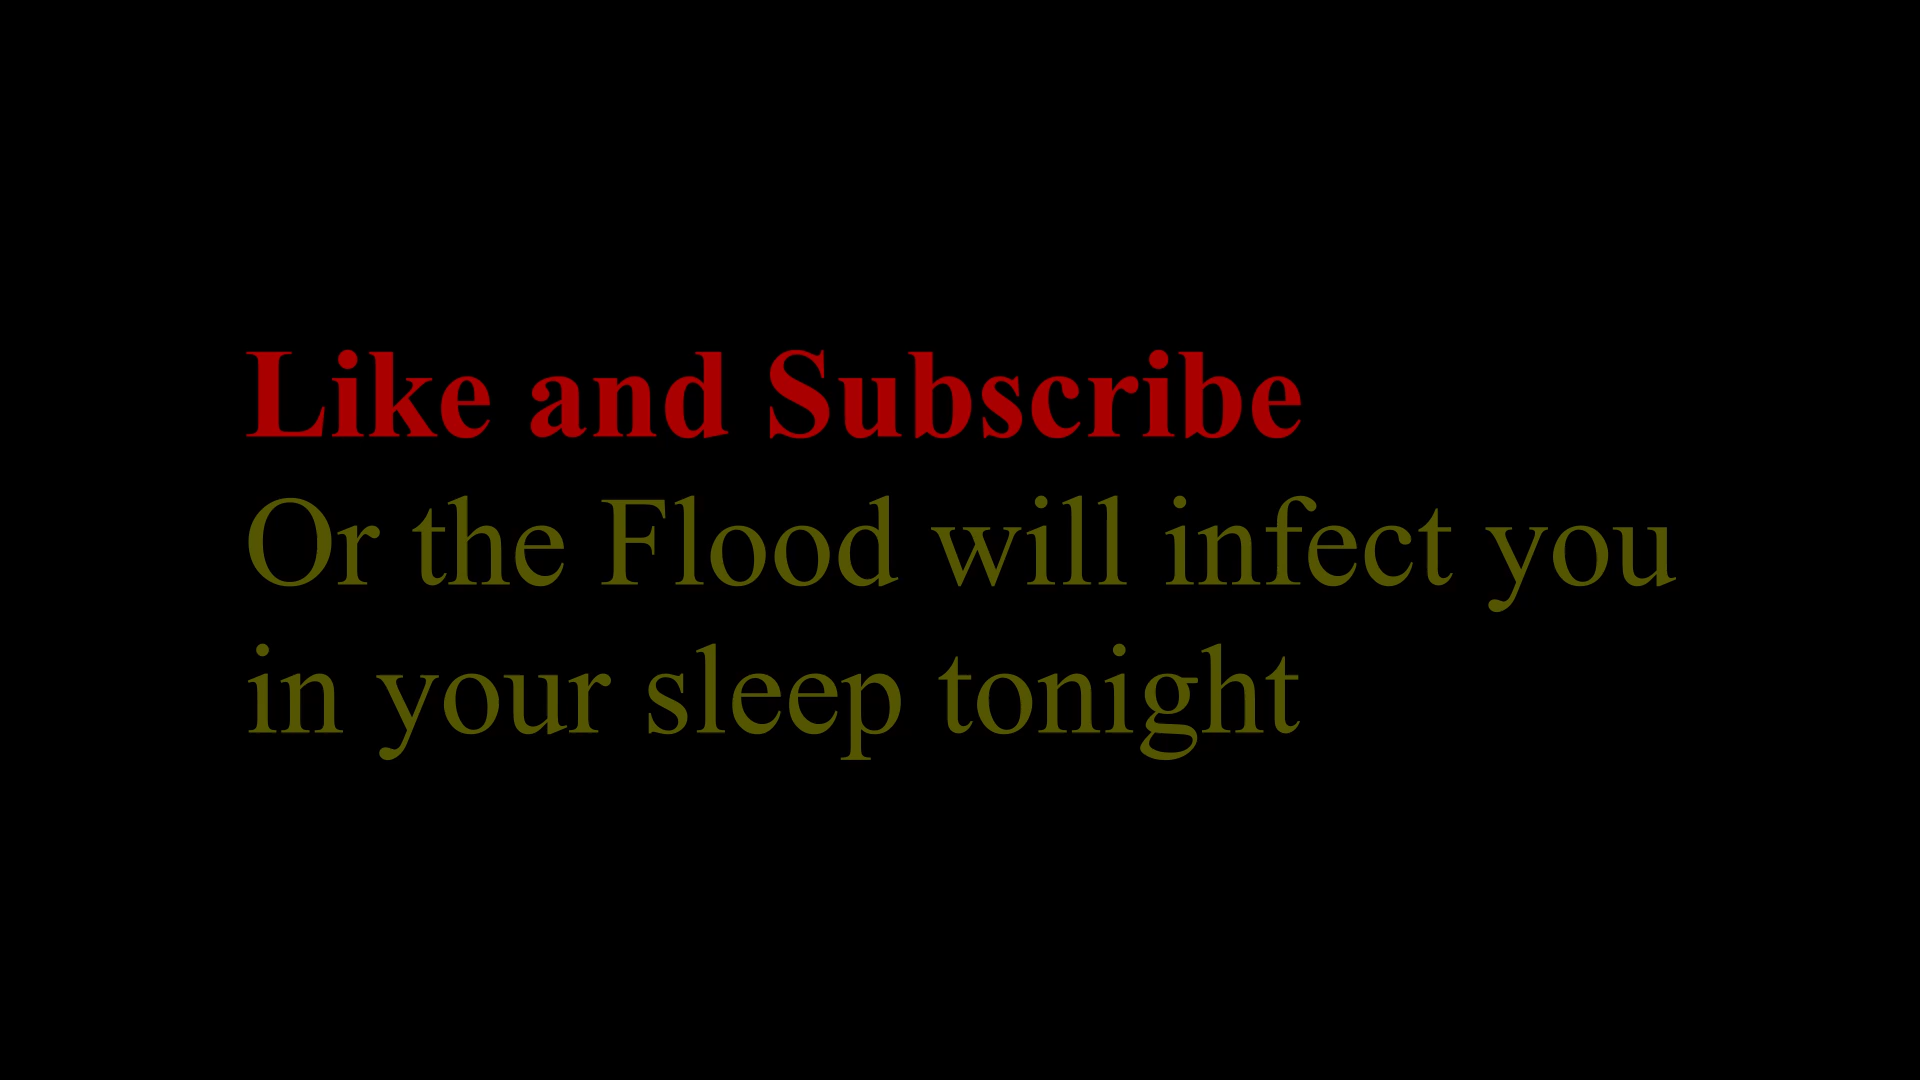 Like and Subscribe
Or the Flood will infect you
in your sleep tonight